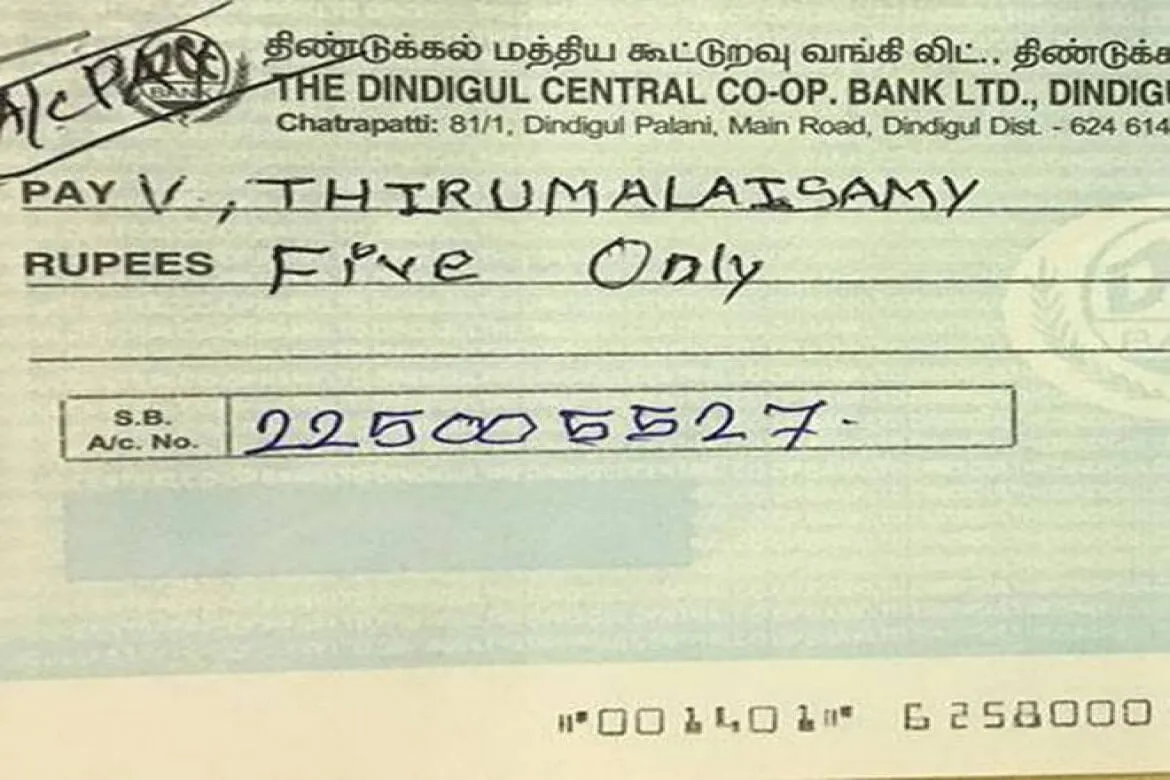 A/c PAYEE
திண்டுக்கல் மத்திய கூட்டுறவு வங்கி லிட்.,
THE DINDIGUL CENTRAL CO-OP. BANK LTD.,
Chatrapatti: 81/1, Dindigul Palani, Main Road, Dindigul Dist. - 624 614
PAY V, THIRUMALAISAMY
RUPEES Five Only
S.B.
A/c. No. 225005527
⑈001401⑈ 6258000